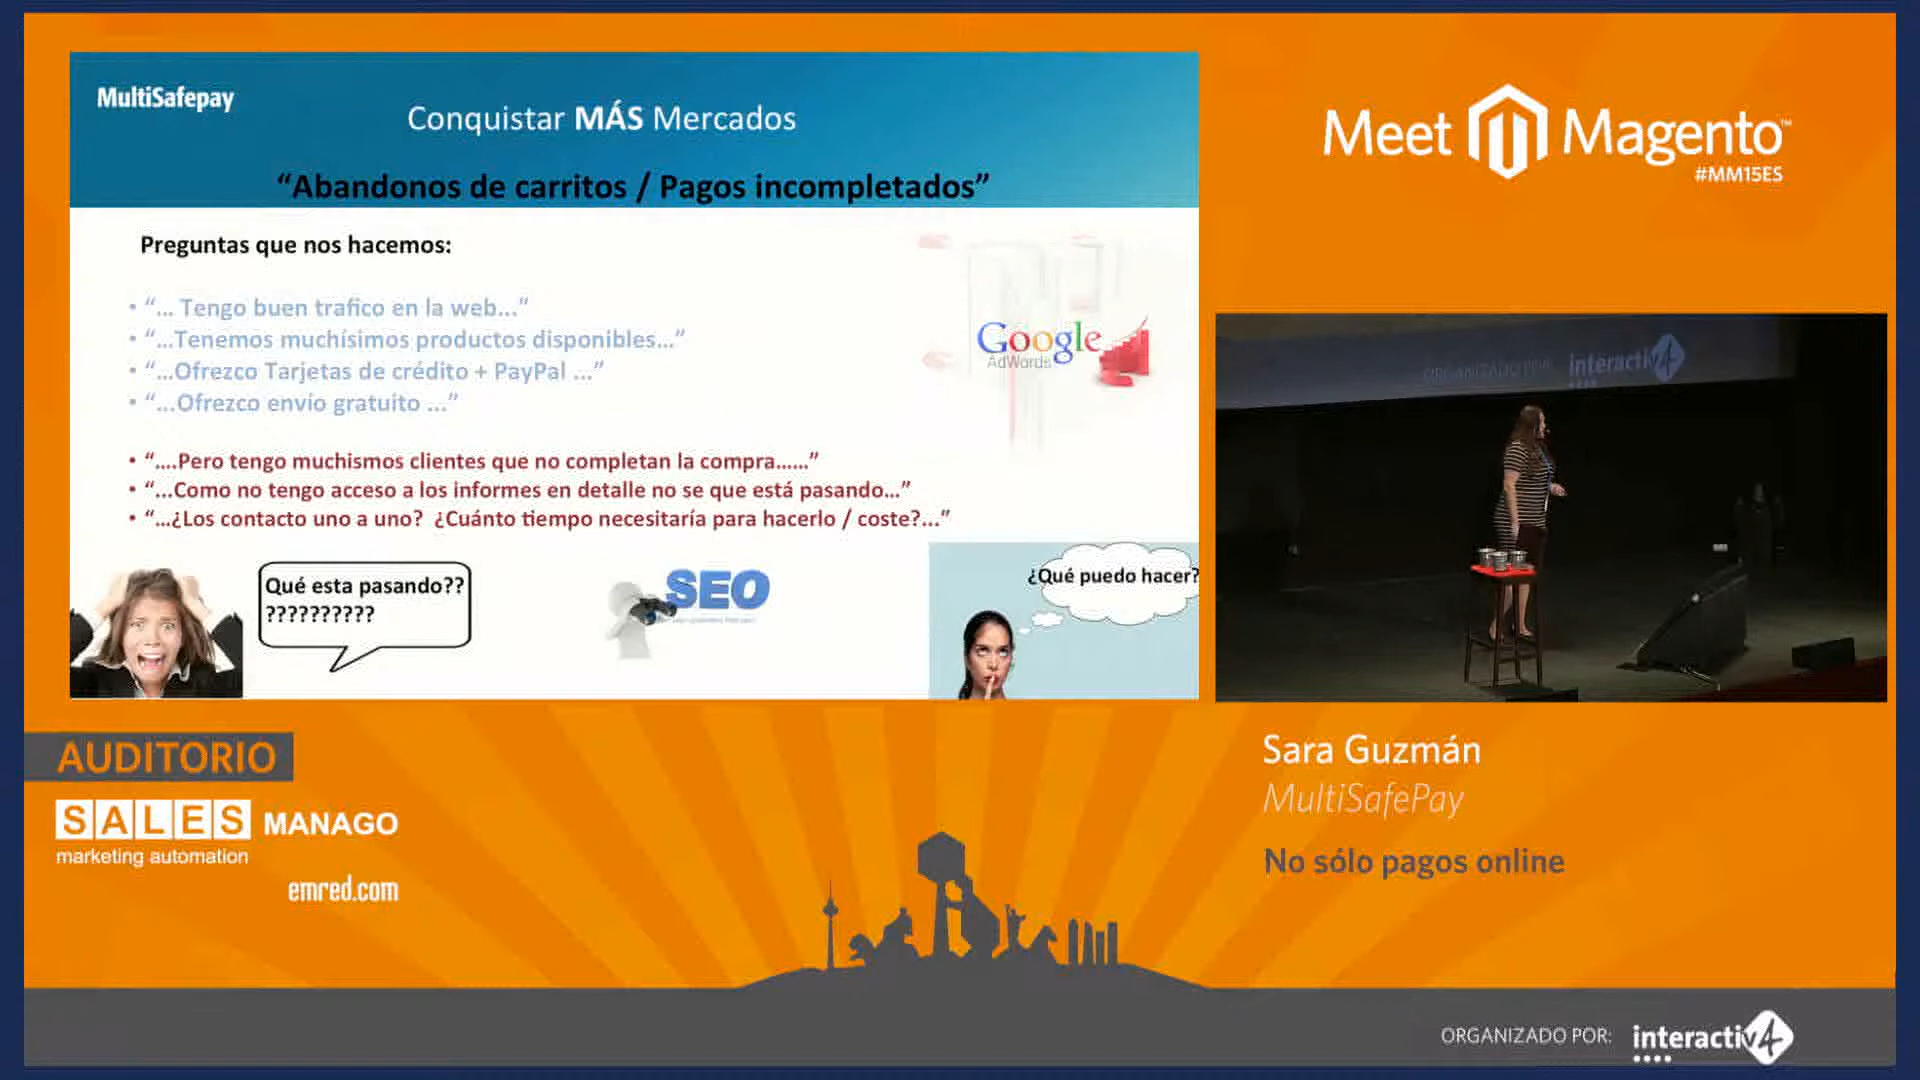 MultiSafepay
Conquistar MÁS Mercados
“Abandonos de carritos / Pagos incompletados”
Preguntas que nos hacemos:
• “... Tengo buen trafico en la web...”
• “...Tenemos muchísimos productos disponibles...”
• “...Ofrezco Tarjetas de crédito + PayPal ...”
• “...Ofrezco envío gratuito ...”
Google
AdWords
• “....Pero tengo muchismos clientes que no completan la compra......”
• “...Como no tengo acceso a los informes en detalle no se que está pasando...”
• “...¿Los contacto uno a uno? ¿Cuánto tiempo necesitaría para hacerlo / coste?...”
Qué esta pasando??
??????????
SEO
¿Qué puedo hacer?
Meet Magento™
#MM15ES
ORGANIZADO POR:
interactiv4
Sara Guzmán
MultiSafePay
No sólo pagos online
AUDITORIO
SALES MANAGO
marketing automation
emred.com
ORGANIZADO POR: interactiv4